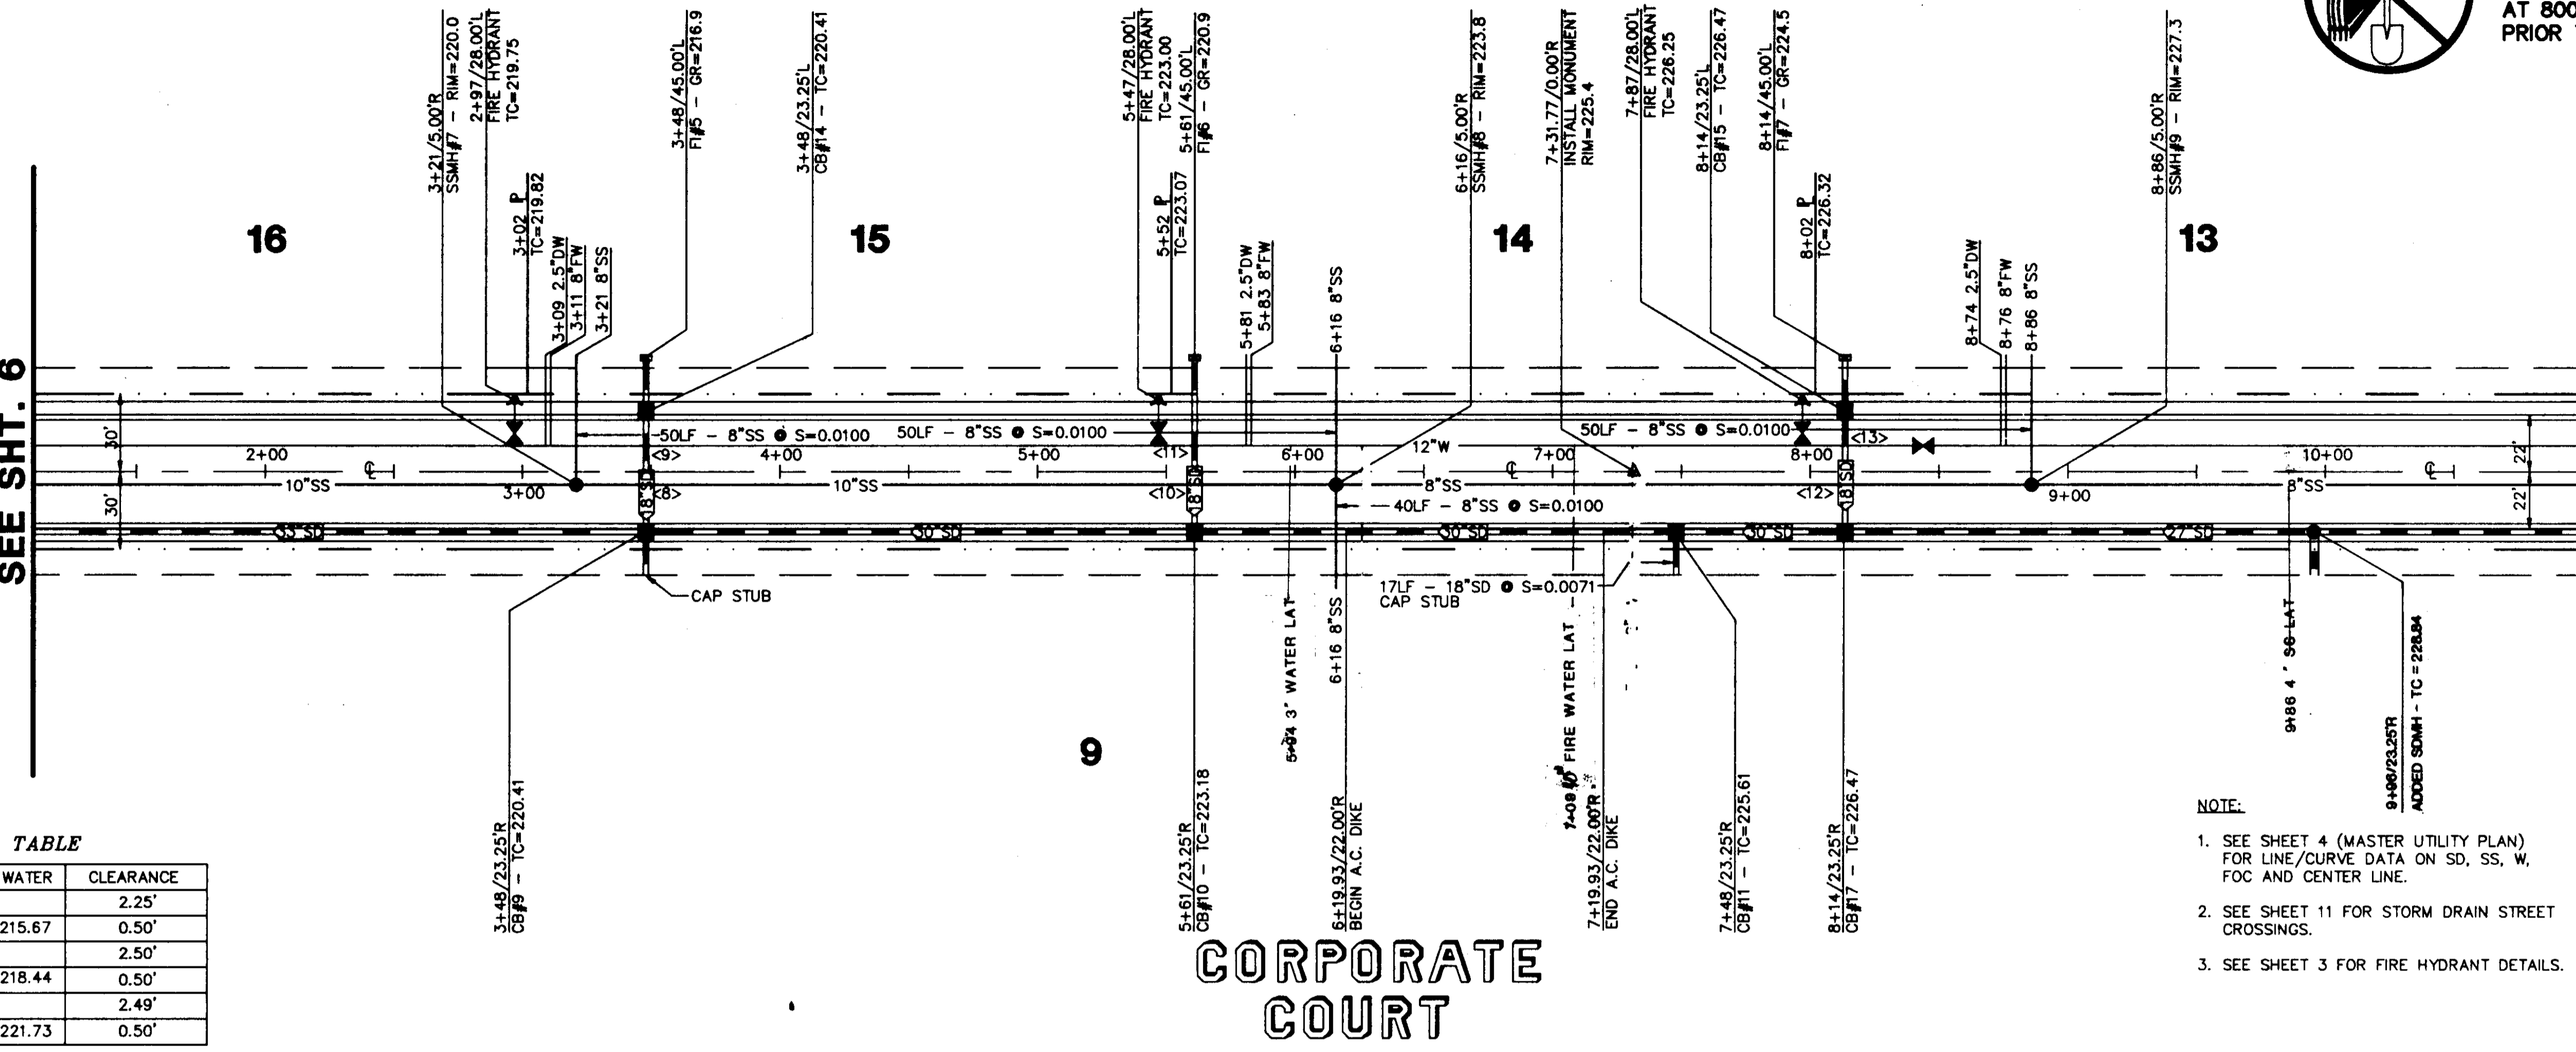 AT 800
PRIOR
3+21/5.00'R
SSMH#7 - RIM=220.0
2+97/28.00'L
FIRE HYDRANT
TC=219.75
3+02 PL
TC=219.82
3+09 2.5"DW
3+11 8"FW
3+21 8"SS
3+48/45.00'L
FI#5 - GR=216.9
3+48/23.25'L
CB#14 - TC=220.41
5+47/28.00'L
FIRE HYDRANT
TC=223.00
5+52 PL
TC=223.07
5+61/45.00'L
FI#6 - GR=220.9
5+81 2.5"DW
5+83 8"FW
6+16 8"SS
6+16/5.00'R
SSMH#8 - RIM=223.8
7+31.77/0.00'R
INSTALL MONUMENT
RIM=225.4
7+87/28.00'L
FIRE HYDRANT
TC=226.25
8+14/23.25'L
CB#15 - TC=226.47
8+14/45.00'L
FI#7 - GR=224.5
8+02 PL
TC=226.32
8+74 2.5"DW
8+76 8"FW
8+86 8"SS
8+86/5.00'R
SSMH#9 - RIM=227.3
16
15
14
13
SEE SHT. 6
30'
30'
50LF - 8"SS @ S=0.0100
50LF - 8"SS @ S=0.0100
50LF - 8"SS @ S=0.0100
<9>
<11>
<13>
2+00
℄
4+00
5+00
6+00
12"W
℄
7+00
8+00
10+00
℄
22'
22'
10"SS
3+00
18"SD
<8>
10"SS
<10>
18"SD
8"SS
<12>
18"SD
9+00
8"SS
40LF - 8"SS @ S=0.0100
33"SD
30"SD
30"SD
30"SD
27"SD
CAP STUB
17LF - 18"SD @ S=0.0071
CAP STUB
9
3+48/23.25'R
CB#9 - TC=220.41
5+61/23.25'R
CB#10 - TC=223.18
5+94 3" WATER LAT
6+16 8"SS
6+19.93/22.00'R
BEGIN A.C. DIKE
FIRE WATER LAT
7+19.93/22.00'R
END A.C. DIKE
7+48/23.25'R
CB#11 - TC=225.61
8+14/23.25'R
CB#17 - TC=226.47
9+86 4" SS LAT
9+96/23.25'R
ADDED SDMH - TC = 228.84
TABLE
WATER CLEARANCE
2.25'
215.67 0.50'
2.50'
218.44 0.50'
2.49'
221.73 0.50'
CORPORATE
COURT
NOTE:
1. SEE SHEET 4 (MASTER UTILITY PLAN)
FOR LINE/CURVE DATA ON SD, SS, W,
FOC AND CENTER LINE.
2. SEE SHEET 11 FOR STORM DRAIN STREET
CROSSINGS.
3. SEE SHEET 3 FOR FIRE HYDRANT DETAILS.